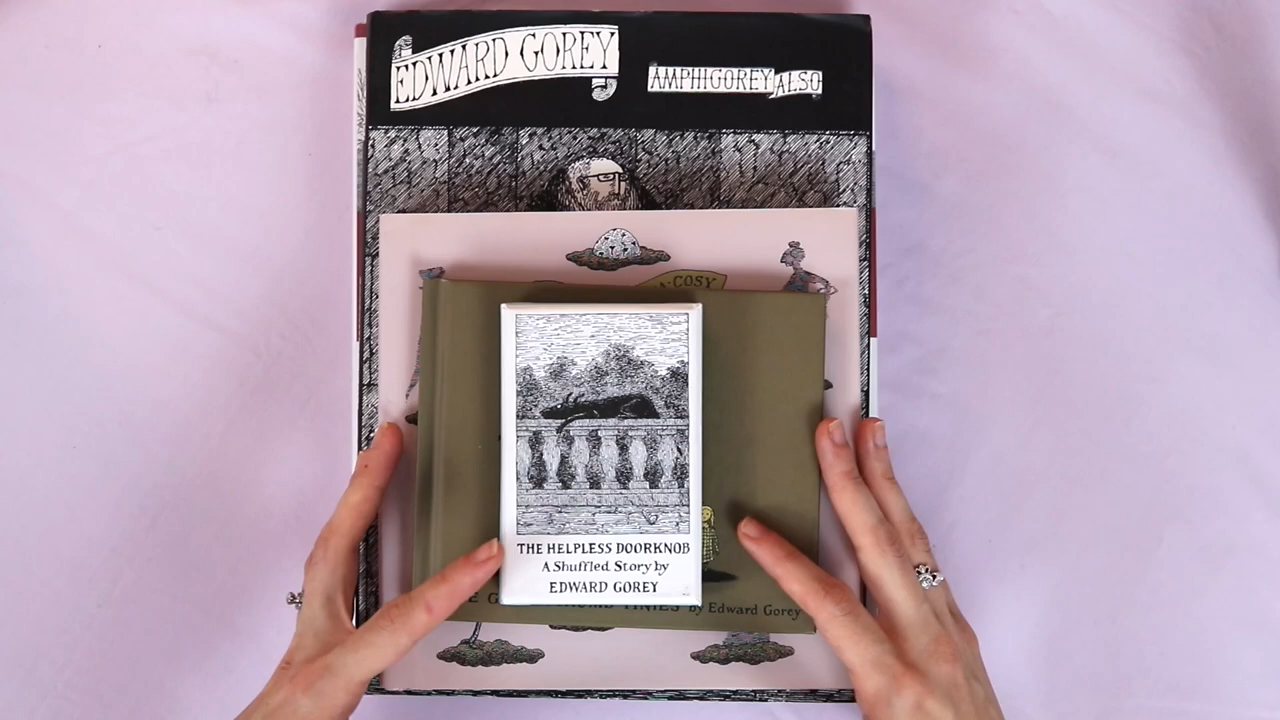 EDWARD GOREY
AMPHIGOREY ALSO
COSY
THE HELPLESS DOORKNOB
A Shuffled Story by
EDWARD GOREY
TINIES by Edward Gorey